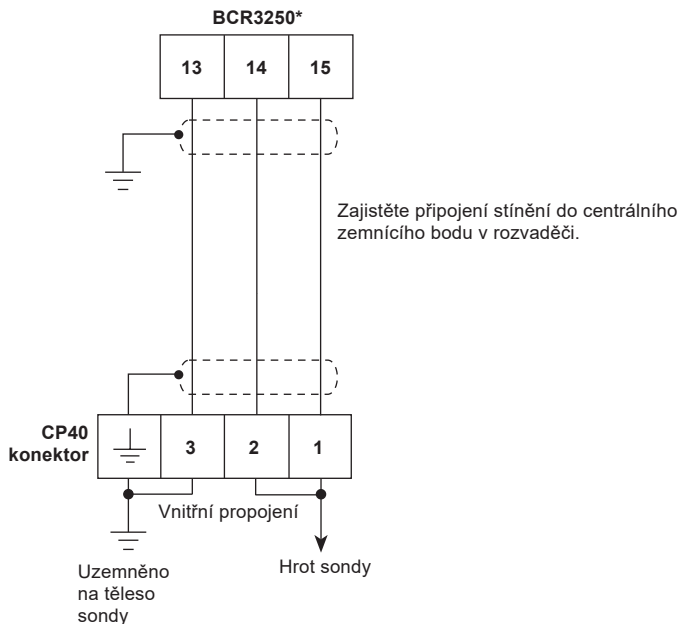 BCR3250*
13 14 15
Zajistěte připojení stínění do centrálního
zemnícího bodu v rozvaděči.
CP40
konektor
3 2 1
Vnitřní propojení
Hrot sondy
Uzemněno
na těleso
sondy